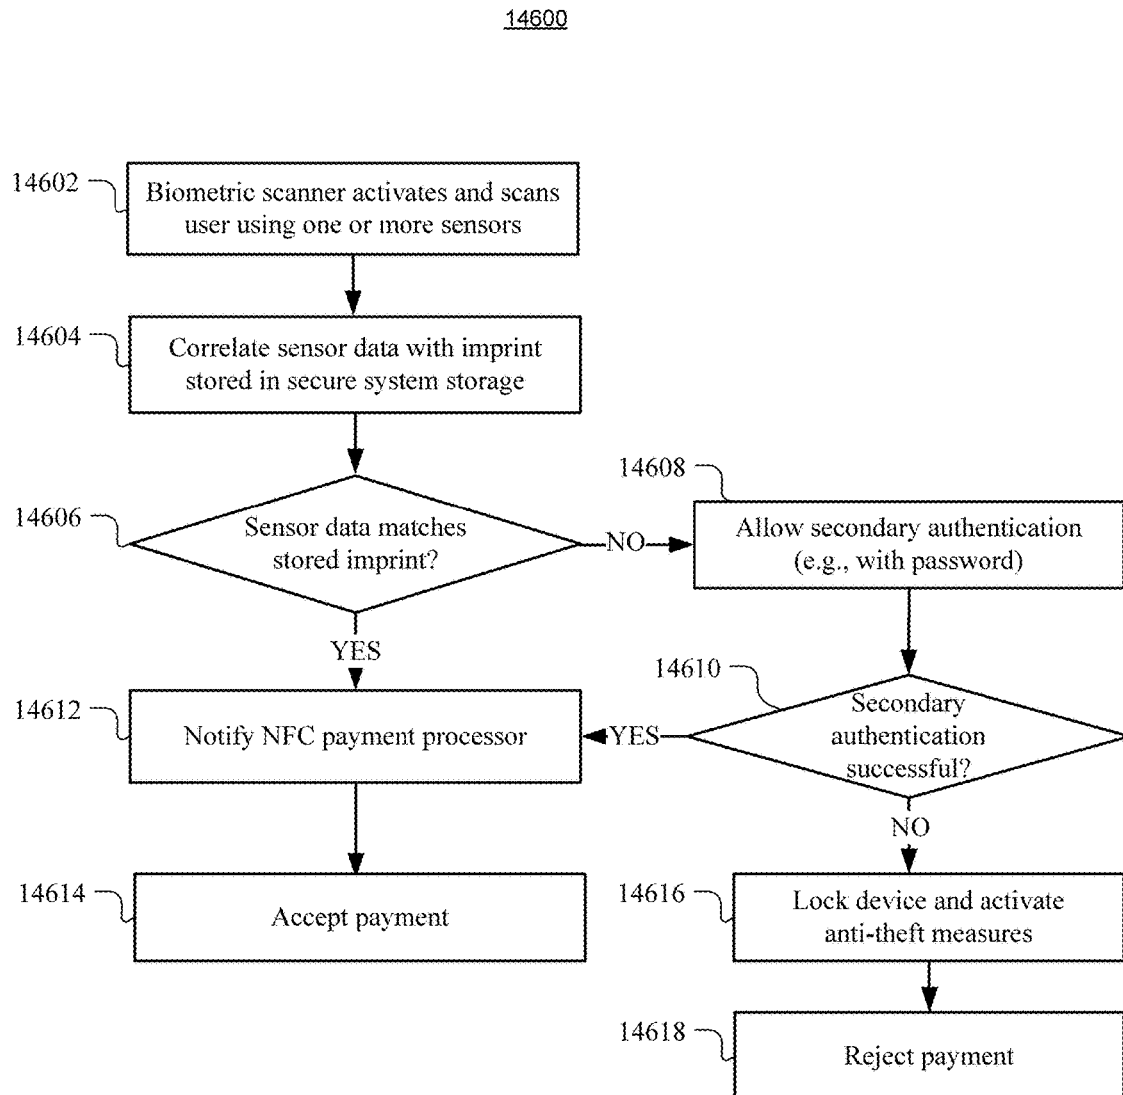 14600
14602
Biometric scanner activates and scans
user using one or more sensors
14604
Correlate sensor data with imprint
stored in secure system storage
14606
Sensor data matches
stored imprint?
NO
YES
14608
Allow secondary authentication
(e.g., with password)
14610
Secondary
authentication
successful?
YES
NO
14612
Notify NFC payment processor
14614
Accept payment
14616
Lock device and activate
anti-theft measures
14618
Reject payment